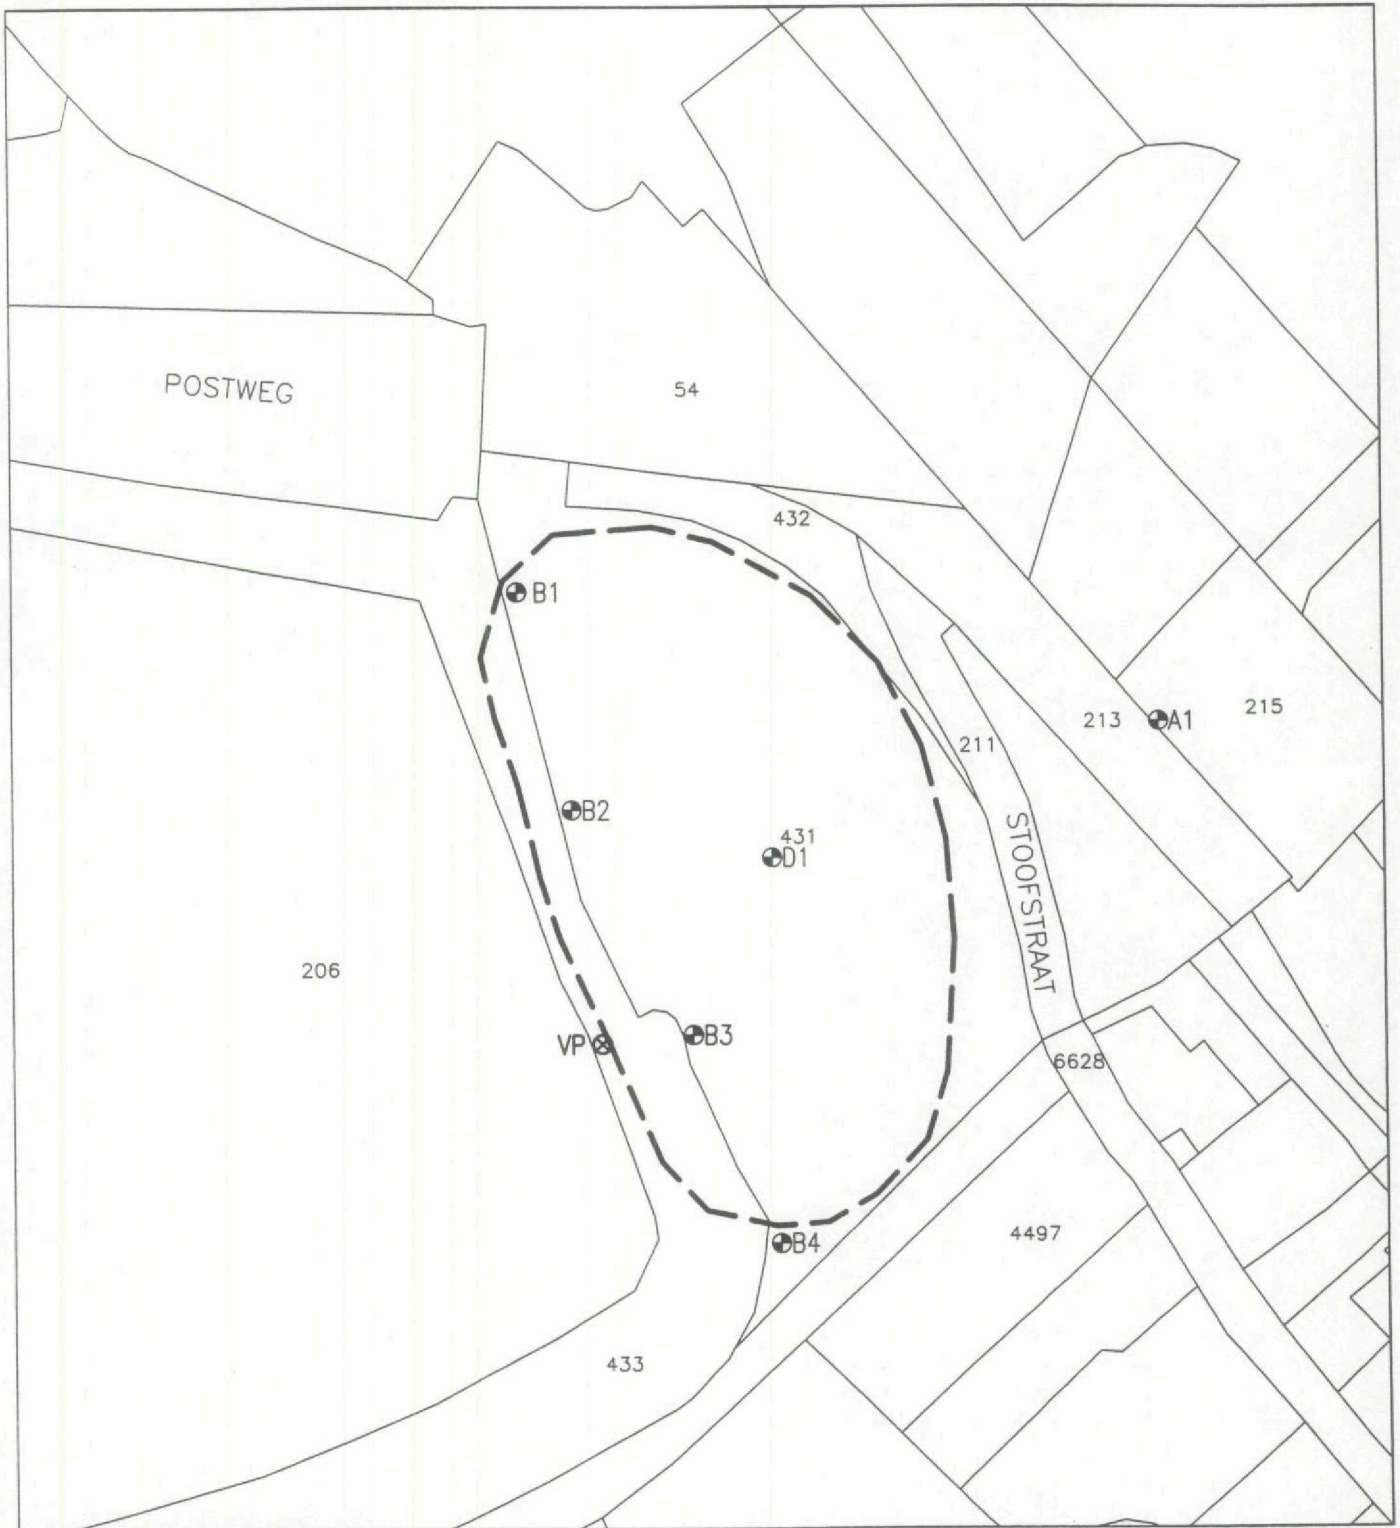 POSTWEG
54
432
B1
213
A1
215
211
B2
431
D1
STOOFSTRAAT
206
VP
B3
6628
B4
4497
433